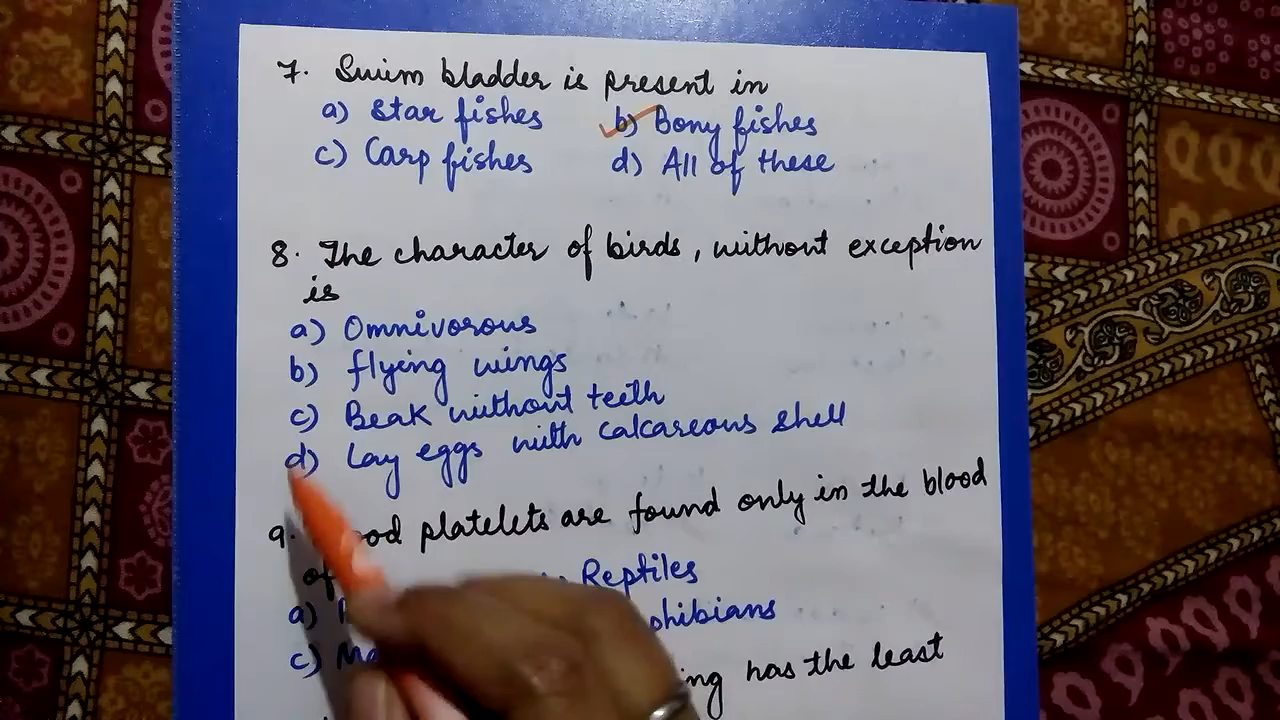 7. Swim bladder is present in
a) Star fishes b) Bony fishes
c) Carp fishes d) All of these
8. The character of birds, without exception
is
a) Omnivorous
b) flying wings
c) Beak without teeth
d) Lay eggs with calcareous shell
9. platelets are found only in the blood
of
a) Reptiles
c)
has the least